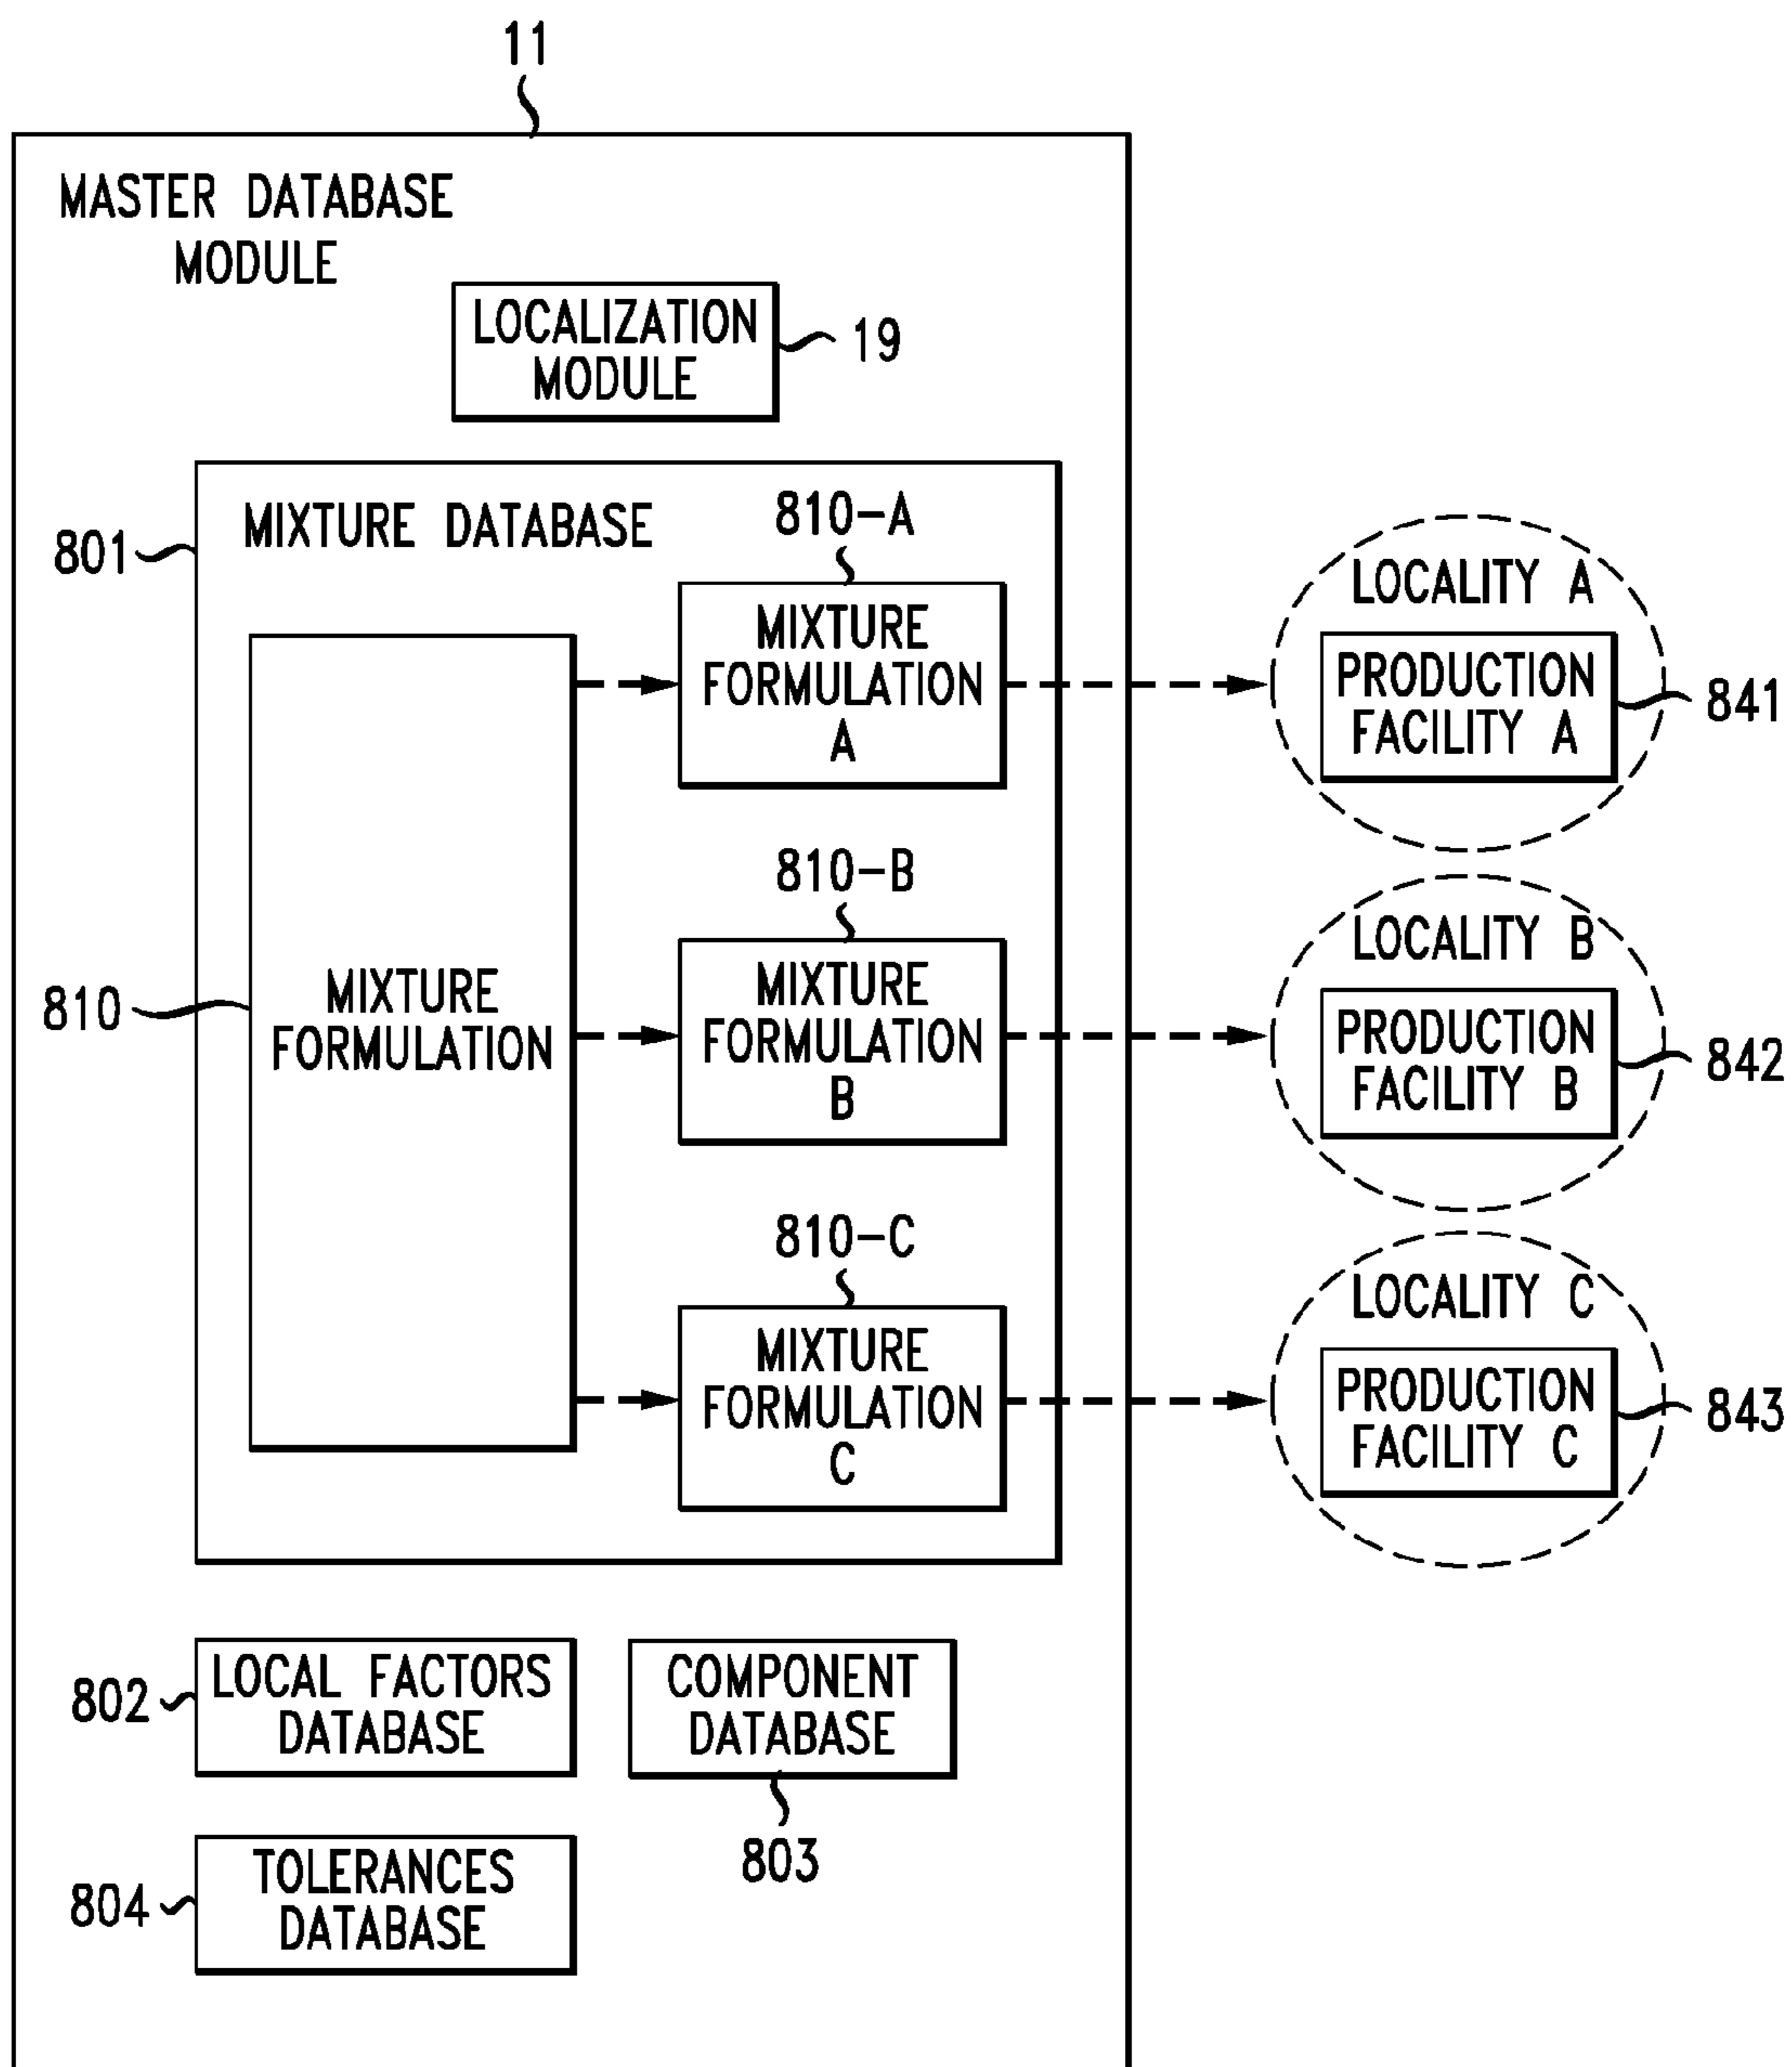 11
MASTER DATABASE
MODULE
LOCALIZATION
MODULE
19
MIXTURE DATABASE
801
810-A
MIXTURE
FORMULATION
A
LOCALITY A
PRODUCTION
FACILITY A
841
810
MIXTURE
FORMULATION
810-B
MIXTURE
FORMULATION
B
LOCALITY B
PRODUCTION
FACILITY B
842
810-C
MIXTURE
FORMULATION
C
LOCALITY C
PRODUCTION
FACILITY C
843
802
LOCAL FACTORS
DATABASE
COMPONENT
DATABASE
803
804
TOLERANCES
DATABASE